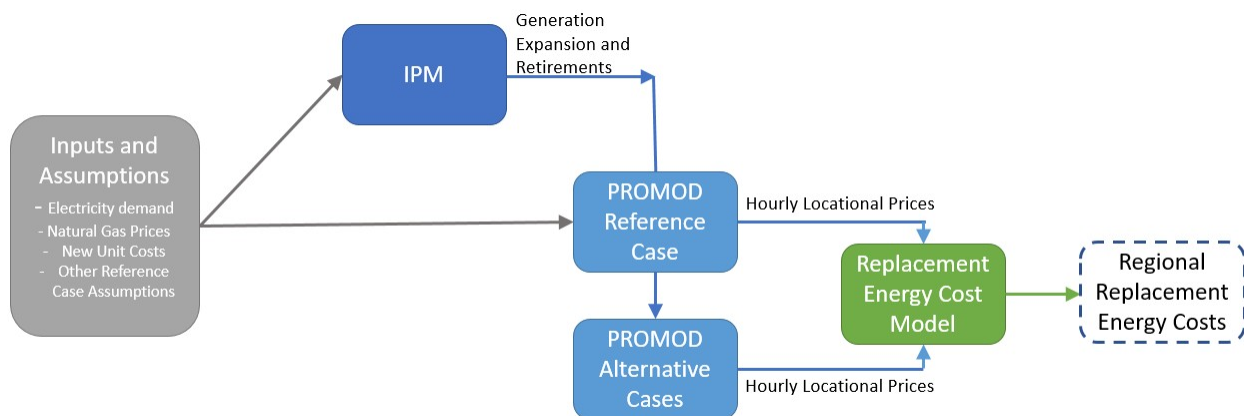 Generation
Expansion and
Retirements
IPM
Inputs and
Assumptions
- Electricity demand
- Natural Gas Prices
- New Unit Costs
- Other Reference
Case Assumptions
PROMOD
Reference
Case
Hourly Locational Prices
Replacement
Energy Cost
Model
Regional
Replacement
Energy Costs
PROMOD
Alternative
Cases
Hourly Locational Prices